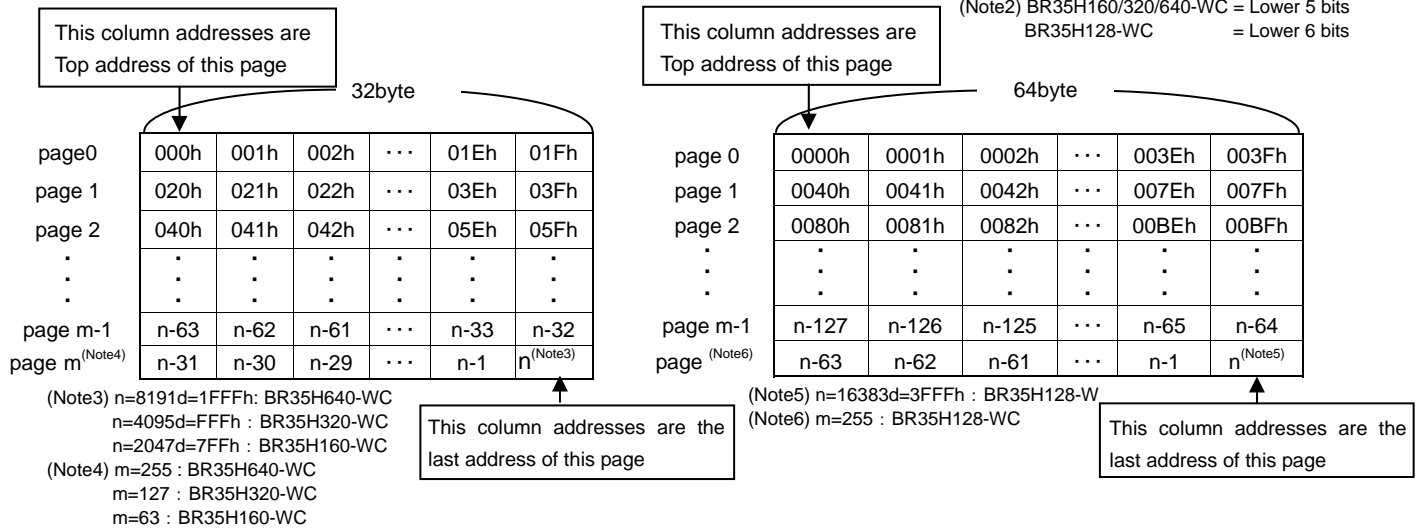 (Note2) BR35H160/320/640-WC = Lower 5 bits
BR35H128-WC = Lower 6 bits
This column addresses are
Top address of this page
32byte
page0 000h 001h 002h ··· 01Eh 01Fh
page 1 020h 021h 022h ··· 03Eh 03Fh
page 2 040h 041h 042h ··· 05Eh 05Fh
· · · · · · ·
· · · · · · ·
· · · · · · ·
page m-1 n-63 n-62 n-61 ··· n-33 n-32
page m(Note4) n-31 n-30 n-29 ··· n-1 n(Note3)
(Note3) n=8191d=1FFFh: BR35H640-WC
n=4095d=FFFh : BR35H320-WC
n=2047d=7FFh : BR35H160-WC
(Note4) m=255 : BR35H640-WC
m=127 : BR35H320-WC
m=63 : BR35H160-WC
This column addresses are the
last address of this page
This column addresses are
Top address of this page
64byte
page 0 0000h 0001h 0002h ··· 003Eh 003Fh
page 1 0040h 0041h 0042h ··· 007Eh 007Fh
page 2 0080h 0081h 0082h ··· 00BEh 00BFh
· · · · · · ·
· · · · · · ·
· · · · · · ·
page m-1 n-127 n-126 n-125 ··· n-65 n-64
page (Note6) n-63 n-62 n-61 ··· n-1 n(Note5)
(Note5) n=16383d=3FFFh : BR35H128-W
(Note6) m=255 : BR35H128-WC
This column addresses are the
last address of this page